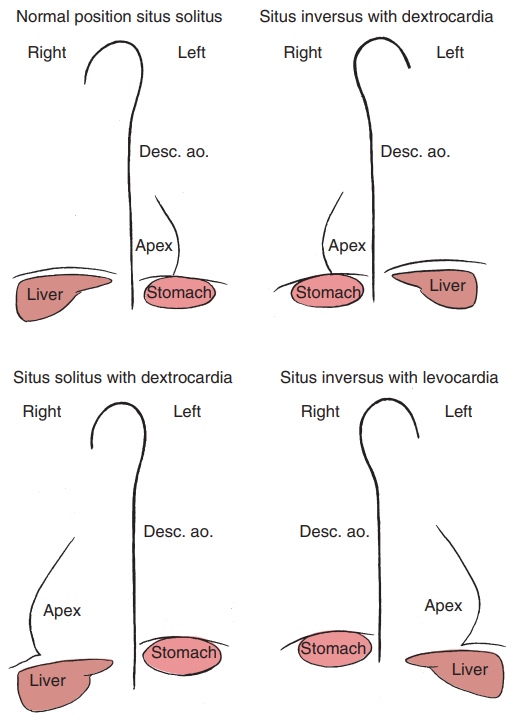 Normal position situs solitus
Right
Left
Desc. ao.
Apex
Liver
Stomach
Situs inversus with dextrocardia
Right
Left
Desc. ao.
Apex
Stomach
Liver
Situs solitus with dextrocardia
Right
Left
Desc. ao.
Apex
Stomach
Liver
Situs inversus with levocardia
Right
Left
Desc. ao.
Apex
Stomach
Liver